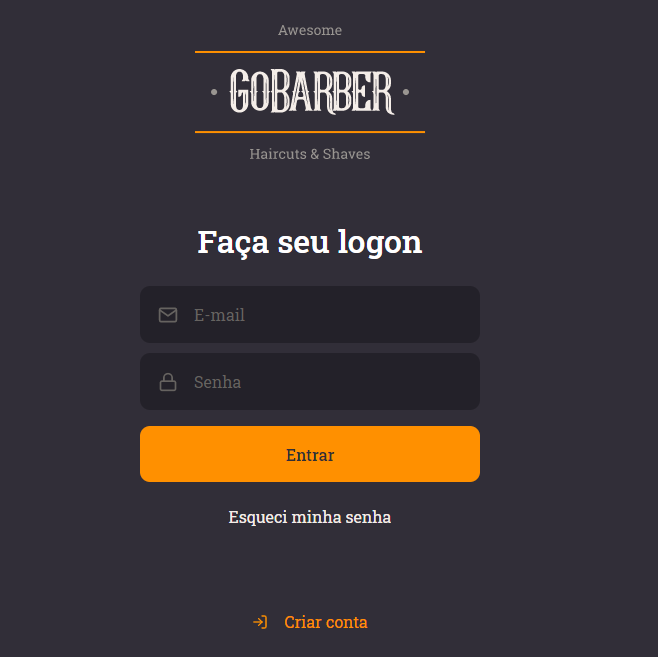 Awesome
GOBARBER
Haircuts & Shaves
Faça seu logon
E-mail
Senha
Entrar
Esqueci minha senha
Criar conta